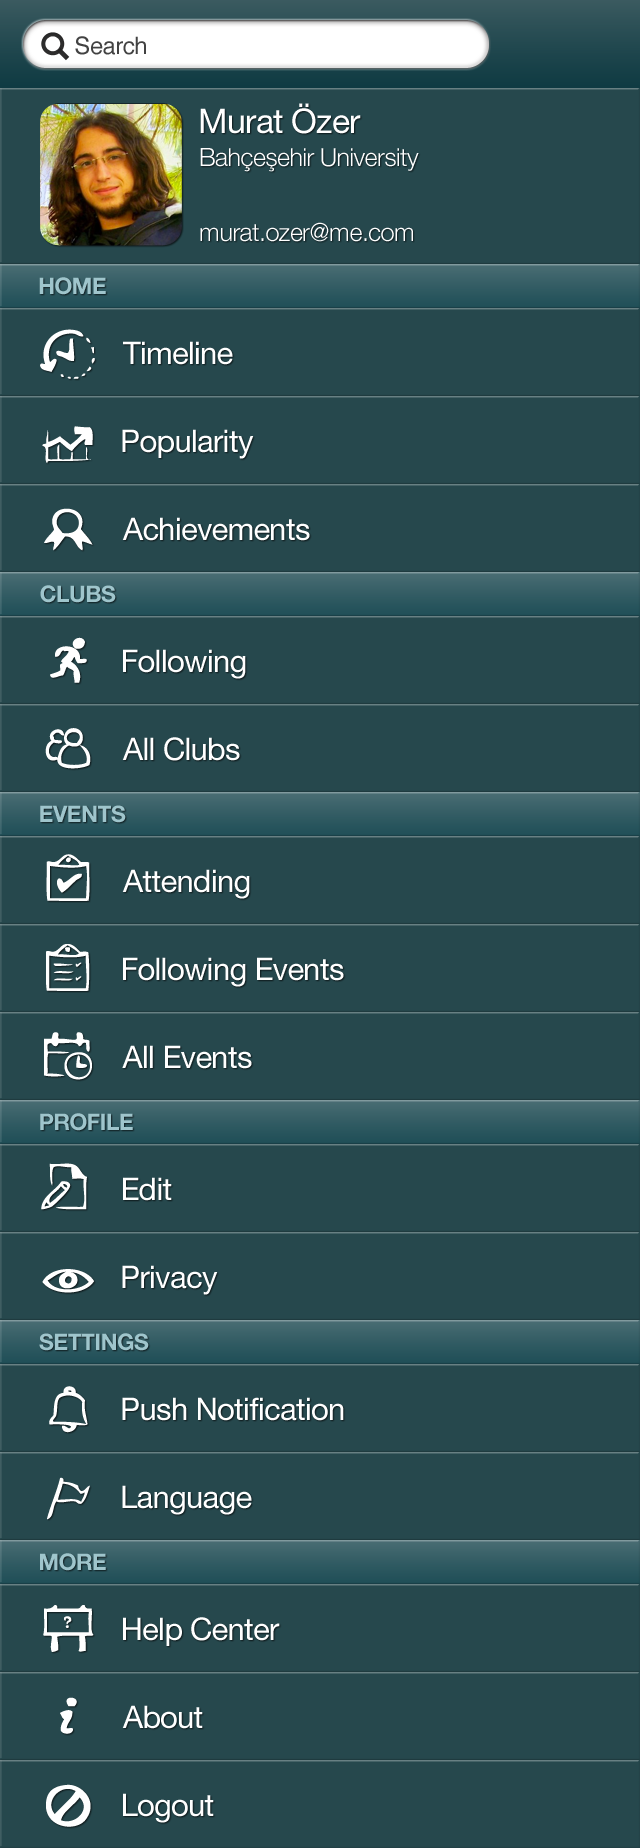 Search
Murat Özer
Bahçeşehir University
murat.ozer@me.com
HOME
Timeline
Popularity
Achievements
CLUBS
Following
All Clubs
EVENTS
Attending
Following Events
All Events
PROFILE
Edit
Privacy
SETTINGS
Push Notification
Language
MORE
?
Help Center
About
Logout